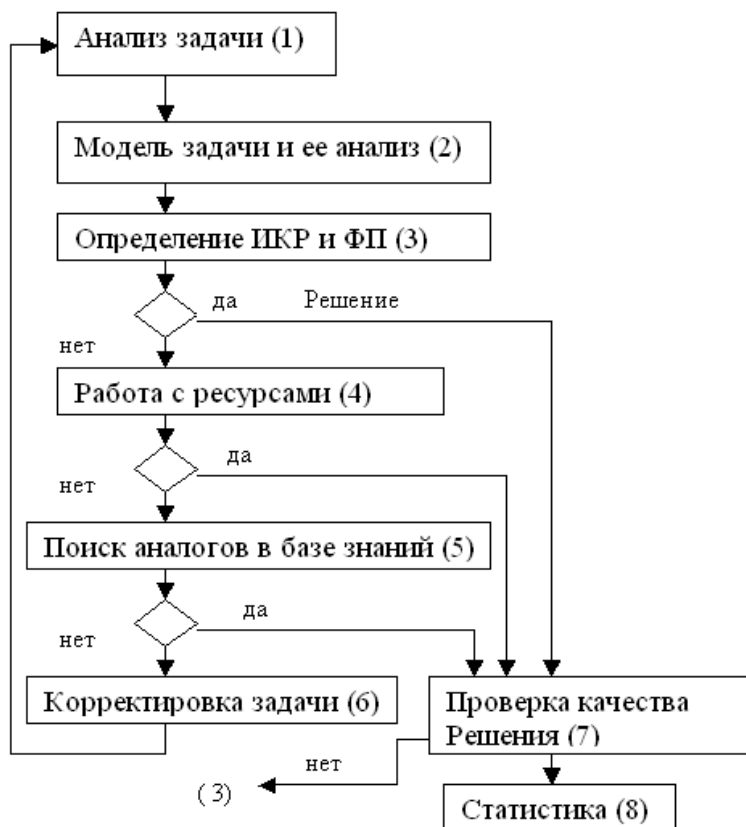 Анализ задачи (1)
Модель задачи и ее анализ (2)
Определение ИКР и ФП (3)
да Решение
нет
Работа с ресурсами (4)
да
нет
Поиск аналогов в базе знаний (5)
да
нет
Корректировка задачи (6)
Проверка качества
Решения (7)
нет
( 3)
Статистика (8)